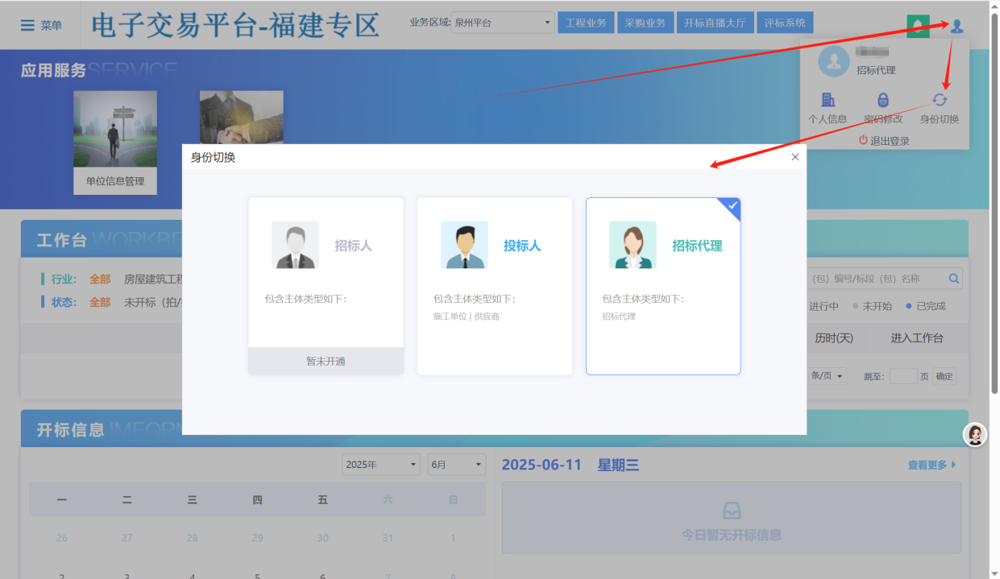 菜单
电子交易平台-福建专区
业务区域: 泉州平台
工程业务
采购业务
开标直播大厅
评标系统
招标代理
个人信息
密码修改
身份切换
退出登录
应用服务SERVICE
单位信息管理
身份切换
招标人
包含主体类型如下:
暂未开通
投标人
包含主体类型如下:
施工单位 | 供应商
招标代理
包含主体类型如下:
招标代理
工作台
行业: 全部 房屋建筑工程
状态: 全部 未开标（拍/
（包）编号/标段（包）名称
进行中 未开始 已完成
历时(天) 进入工作台
条/页 跳至: 页 确定
开标信息
2025年 6月
一 二 三 四 五 六 日
26 27 28 29 30 31 1
2 3 4 5 6 7 8
2025-06-11 星期三
查看更多
今日暂无开标信息